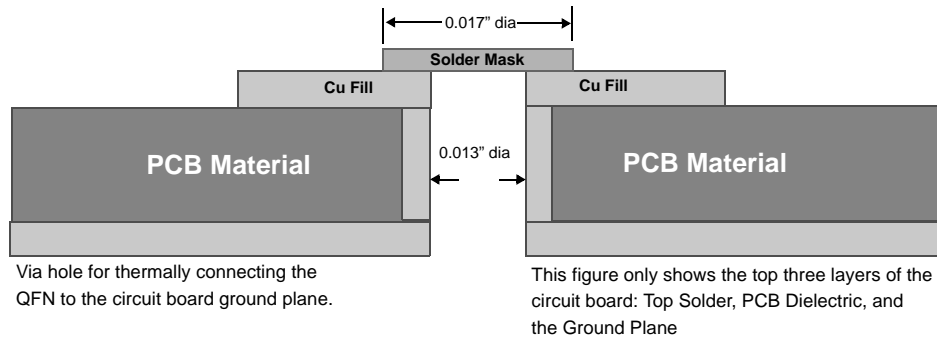 0.017” dia
Solder Mask
Cu Fill
Cu Fill
PCB Material
0.013” dia
PCB Material
Via hole for thermally connecting the
QFN to the circuit board ground plane.
This figure only shows the top three layers of the
circuit board: Top Solder, PCB Dielectric, and
the Ground Plane